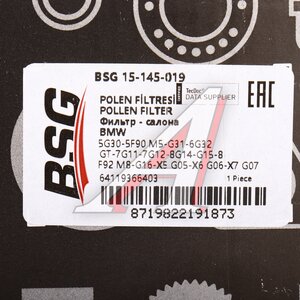 BSG
BSG 15-145-019
POLEN FİLTRESİ
POLLEN FILTER
Фильтр - салона
BMW
5G30-5F90 M5-G31-6G32
GT-7G11-7G12-8G14-G15-8
F92 M8-G16-X5 G05-X6 G06-X7 G07
64119366403
1 Piece
8719822191873
TecDoc
DATA SUPPLIER
EAC